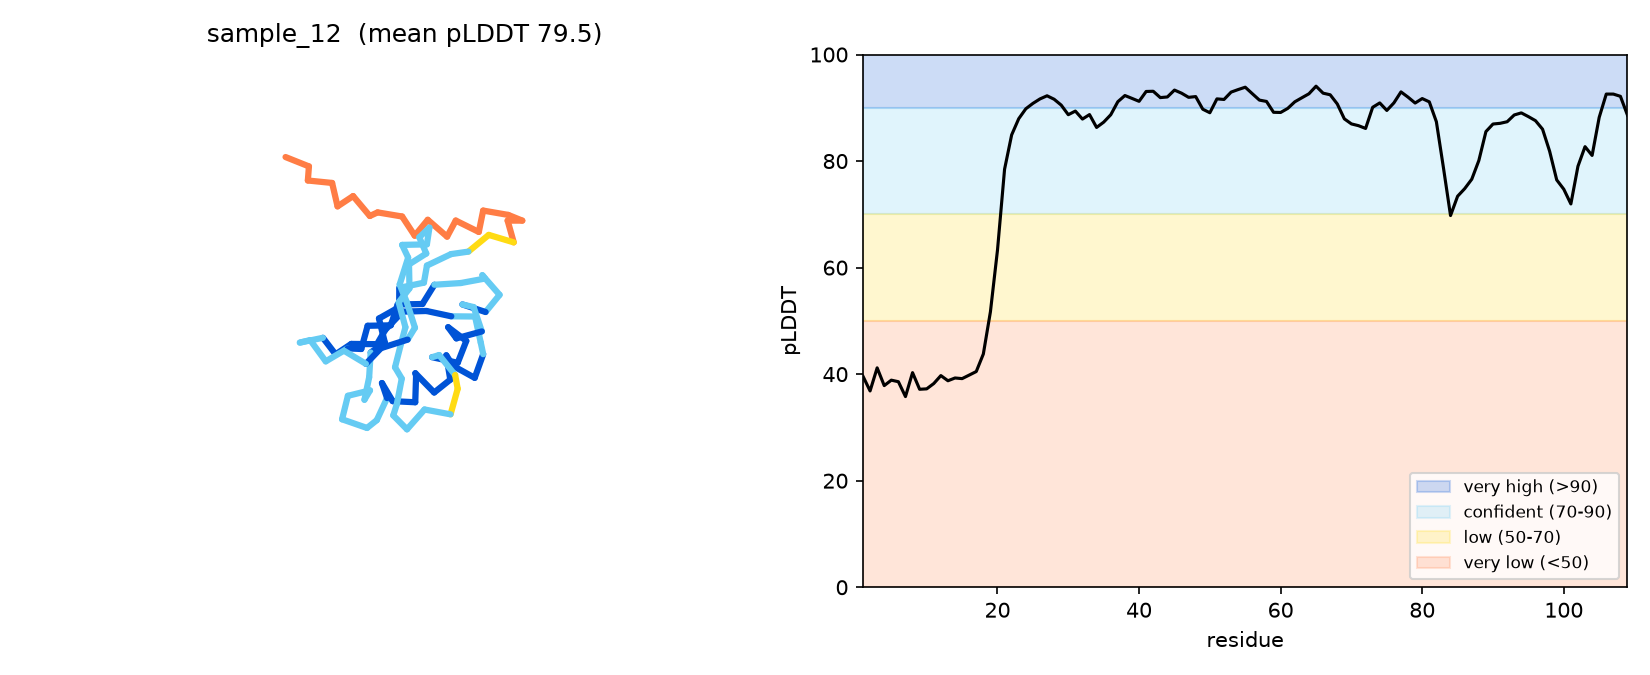 sample_12  (mean pLDDT 79.5)
100
80
60
40
20
0
pLDDT
20
40
60
80
100
residue
very high (>90)
confident (70-90)
low (50-70)
very low (<50)